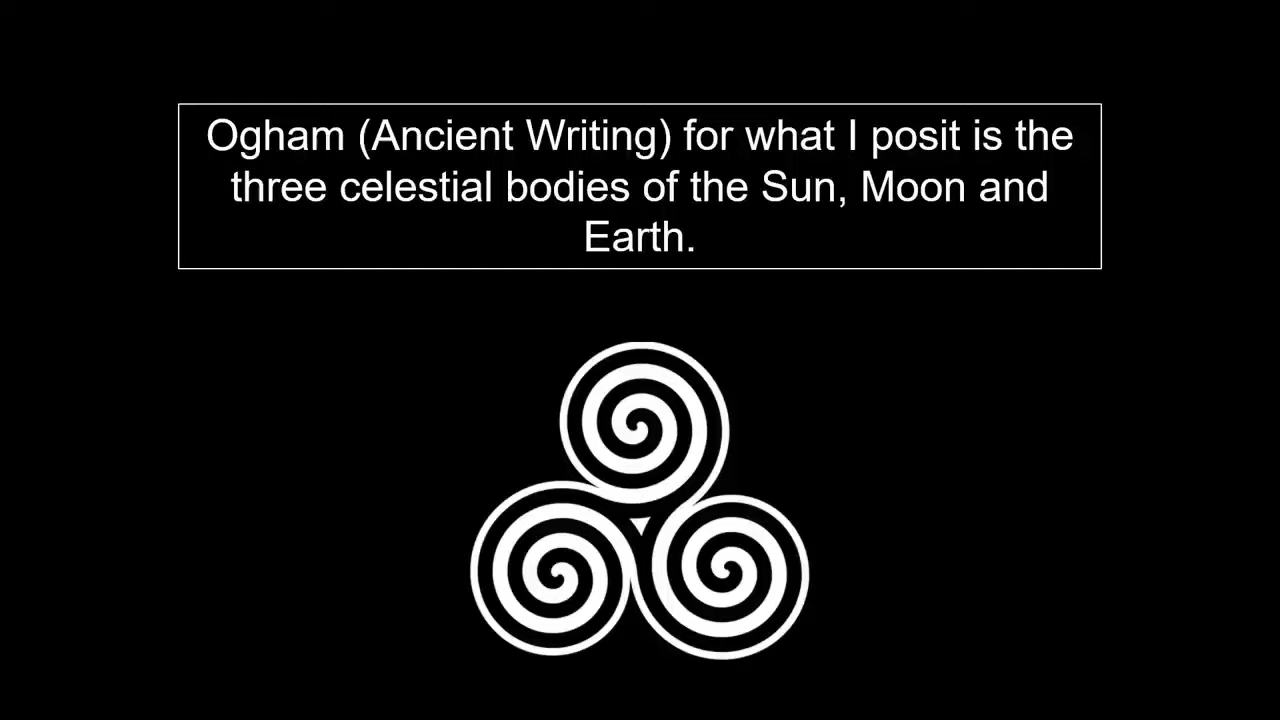 Ogham (Ancient Writing) for what I posit is the
three celestial bodies of the Sun, Moon and
Earth.